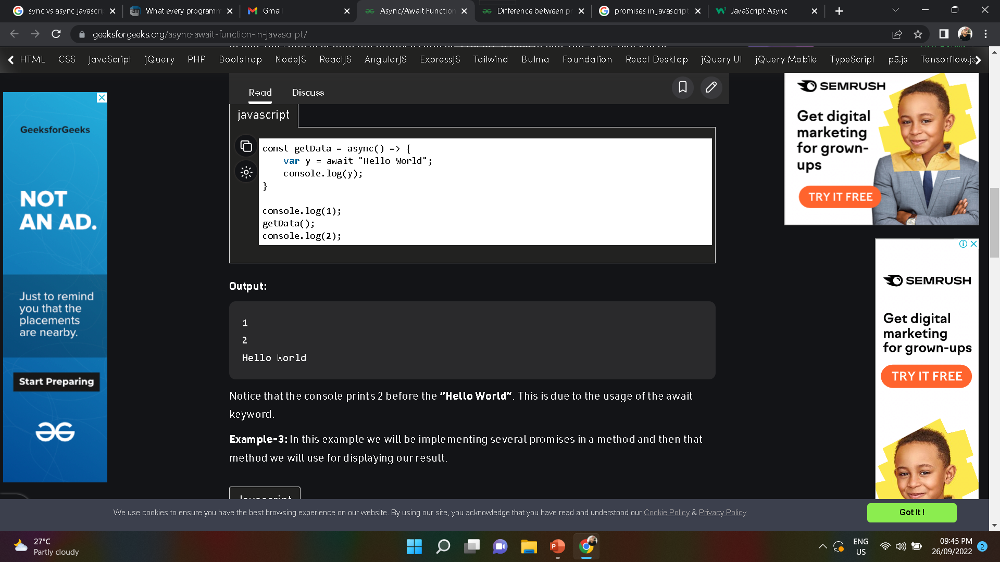 sync vs async javascri
What every programm
Gmail
Async/Await Function
Difference between pr
promises in javascript
JavaScript Async
geeksforgeeks.org/async-await-function-in-javascript/
HTML CSS JavaScript jQuery PHP Bootstrap NodeJS ReactJS AngularJS ExpressJS Tailwind Bulma Foundation React Desktop jQuery UI jQuery Mobile TypeScript p5.js Tensorflow.js
Read Discuss
javascript
const getData = async() => {
    var y = await "Hello World";
    console.log(y);
}
console.log(1);
getData();
console.log(2);
Output:
1
2
Hello World
Notice that the console prints 2 before the “Hello World”. This is due to the usage of the await
keyword.
Example-3: In this example we will be implementing several promises in a method and then that
method we will use for displaying our result.
Javascript
GeeksforGeeks
NOT
AN AD.
Just to remind
you that the
placements
are nearby.
Start Preparing
SEMRUSH
Get digital
marketing
for grown-
ups
TRY IT FREE
SEMRUSH
Get digital
marketing
for grown-ups
TRY IT FREE
We use cookies to ensure you have the best browsing experience on our website. By using our site, you acknowledge that you have read and understood our Cookie Policy & Privacy Policy
Got It !
27°C
Partly cloudy
ENG
US
09:45 PM
26/09/2022
2